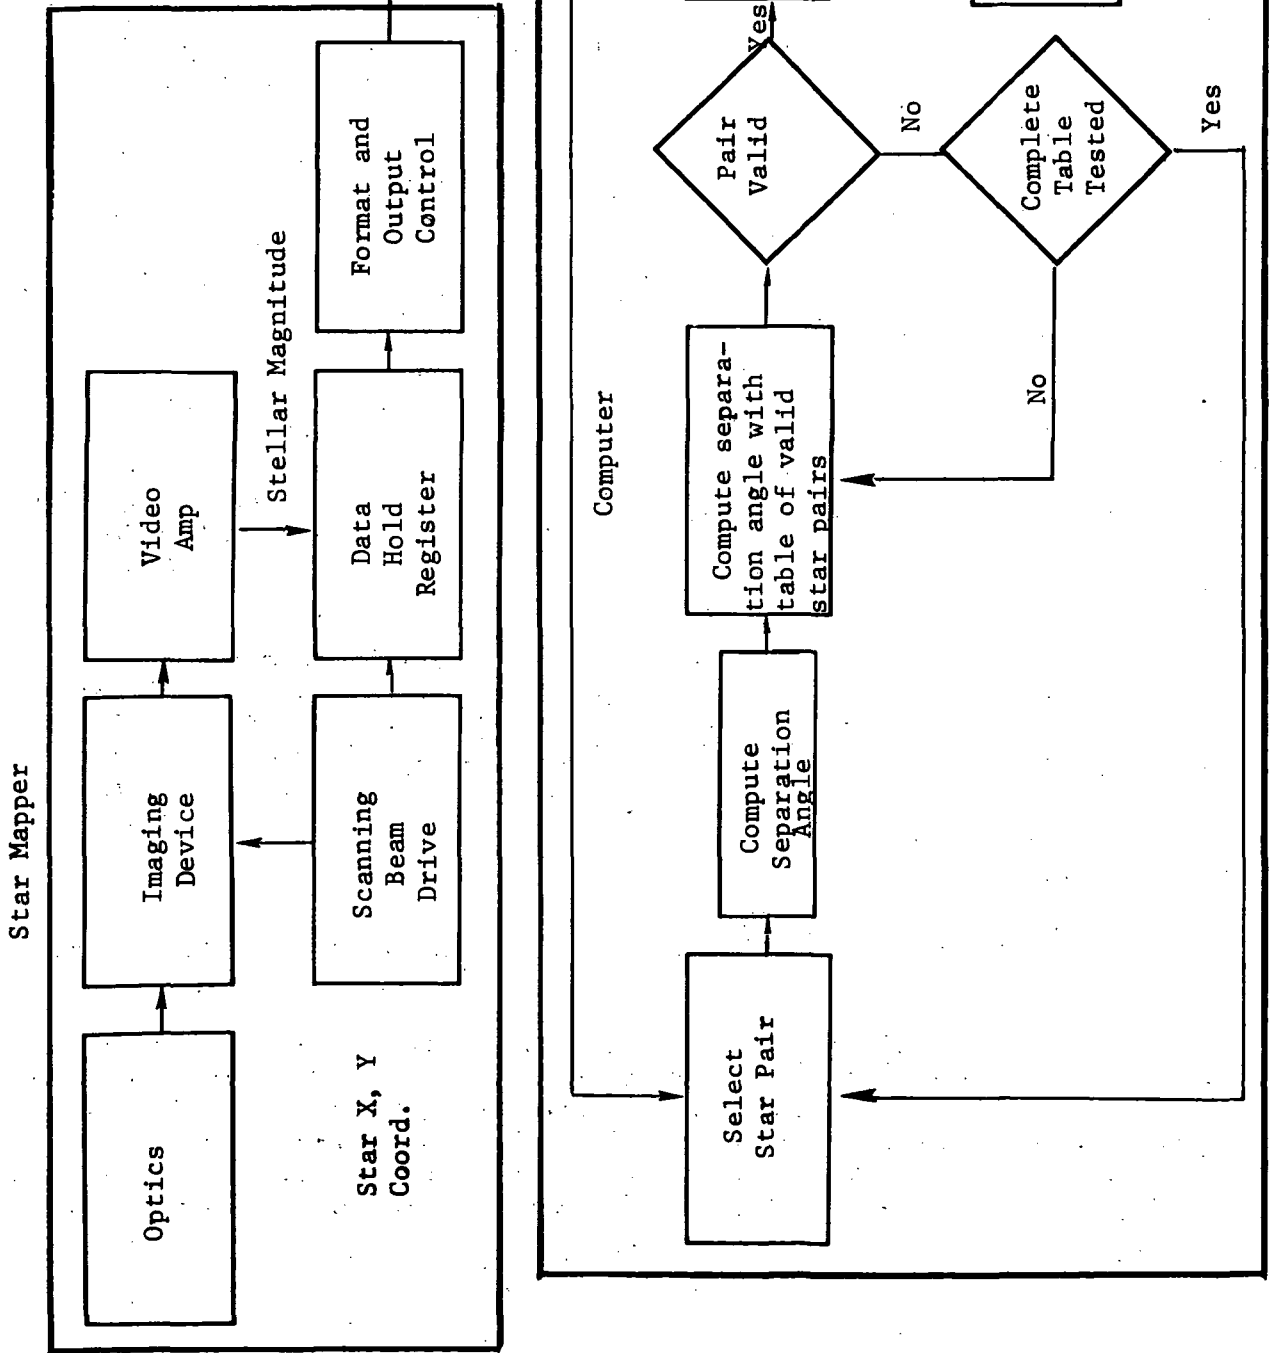 Star Mapper
Optics
Imaging
Device
Video
Amp
Stellar Magnitude
Star X, Y
Coord.
Scanning
Beam
Drive
Data
Hold
Register
Format and
Output
Control
Computer
Select
Star Pair
Compute
Separation
Angle
Compute separa-
tion angle with
table of valid
star pairs
Pair
Valid
Yes
No
Complete
Table
Tested
No
Yes